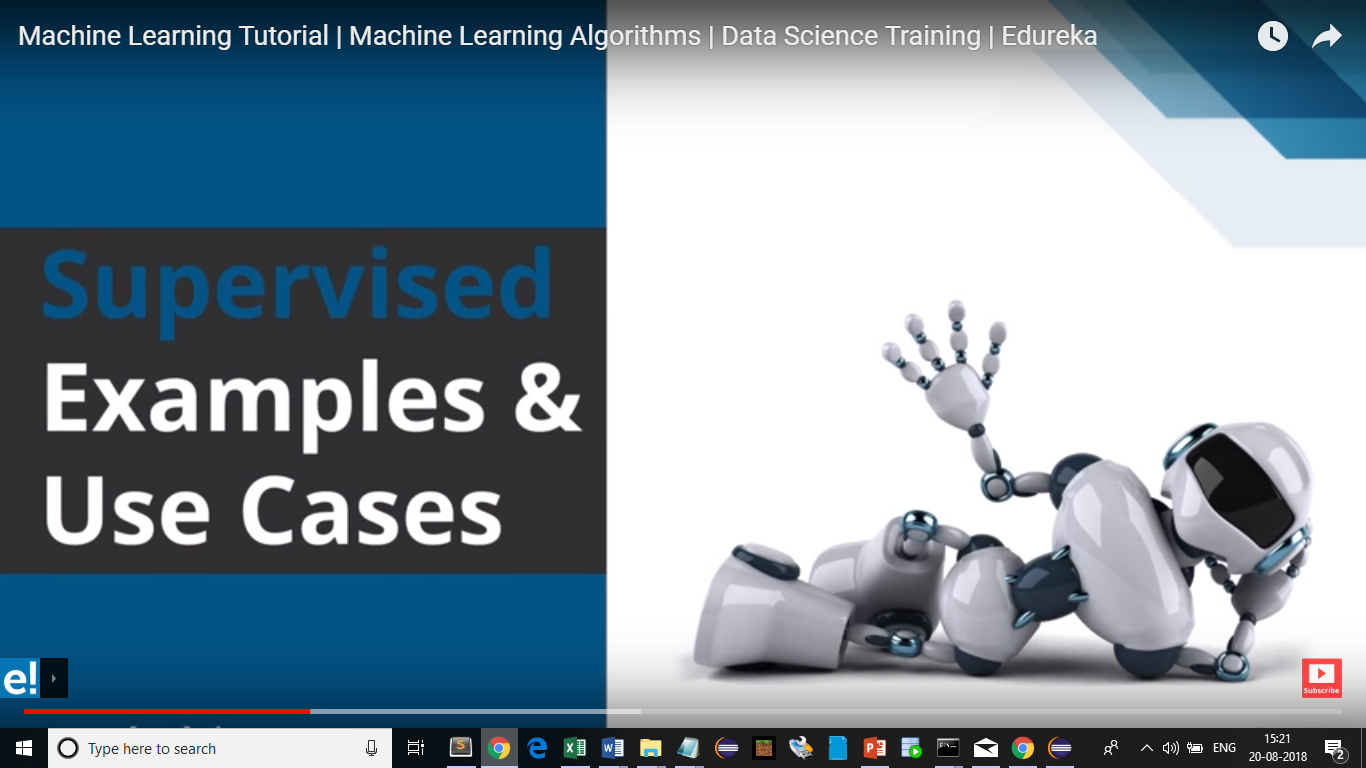 Machine Learning Tutorial | Machine Learning Algorithms | Data Science Training | Edureka
Supervised
Examples &
Use Cases
e!
Subscribe
Type here to search
ENG
15:21
20-08-2018
2